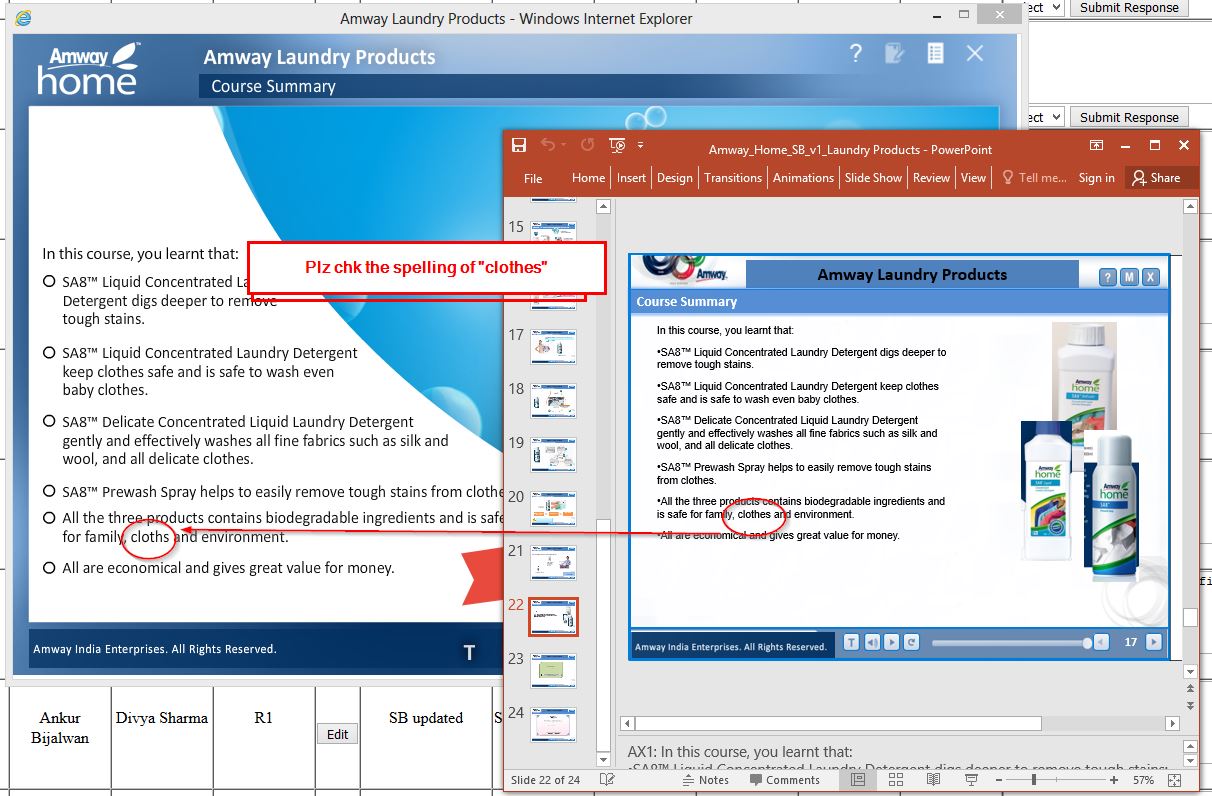 Amway Laundry Products - Windows Internet Explorer
ect
Submit Response
Amway™
home
Amway Laundry Products
Course Summary
?
ect
Submit Response
In this course, you learnt that:
Plz chk the spelling of "clothes"
SA8™ Liquid Concentrated La
Detergent digs deeper to remove
tough stains.
SA8™ Liquid Concentrated Laundry Detergent
keep clothes safe and is safe to wash even
baby clothes.
SA8™ Delicate Concentrated Liquid Laundry Detergent
gently and effectively washes all fine fabrics such as silk and
wool, and all delicate clothes.
SA8™ Prewash Spray helps to easily remove tough stains from clothe
All the three products contains biodegradable ingredients and is safe
for family, cloths and environment.
All are economical and gives great value for money.
Amway India Enterprises. All Rights Reserved.
T
Amway_Home_SB_v1_Laundry Products - PowerPoint
File Home Insert Design Transitions Animations Slide Show Review View Tell me... Sign in Share
15
17
18
19
20
21
22
23
24
Amway.
Amway Laundry Products
? M X
Course Summary
In this course, you learnt that:
•SA8™ Liquid Concentrated Laundry Detergent digs deeper to
remove tough stains.
•SA8™ Liquid Concentrated Laundry Detergent keep clothes
safe and is safe to wash even baby clothes.
•SA8™ Delicate Concentrated Liquid Laundry Detergent
gently and effectively washes all fine fabrics such as silk and
wool, and all delicate clothes.
•SA8™ Prewash Spray helps to easily remove tough stains
from clothes.
•All the three products contains biodegradable ingredients and
is safe for family, clothes and environment.
•All are economical and gives great value for money.
Amway
home
Amway
home
Amway
home
SA8™
Amway India Enterprises. All Rights Reserved.
T
17
AX1: In this course, you learnt that:
•SA8™ Liquid Concentrated Laundry Detergent digs deeper to remove tough stains;
Slide 22 of 24
Notes Comments
57%
fi
Ankur
Bijalwan
Divya Sharma
R1
Edit
SB updated
S